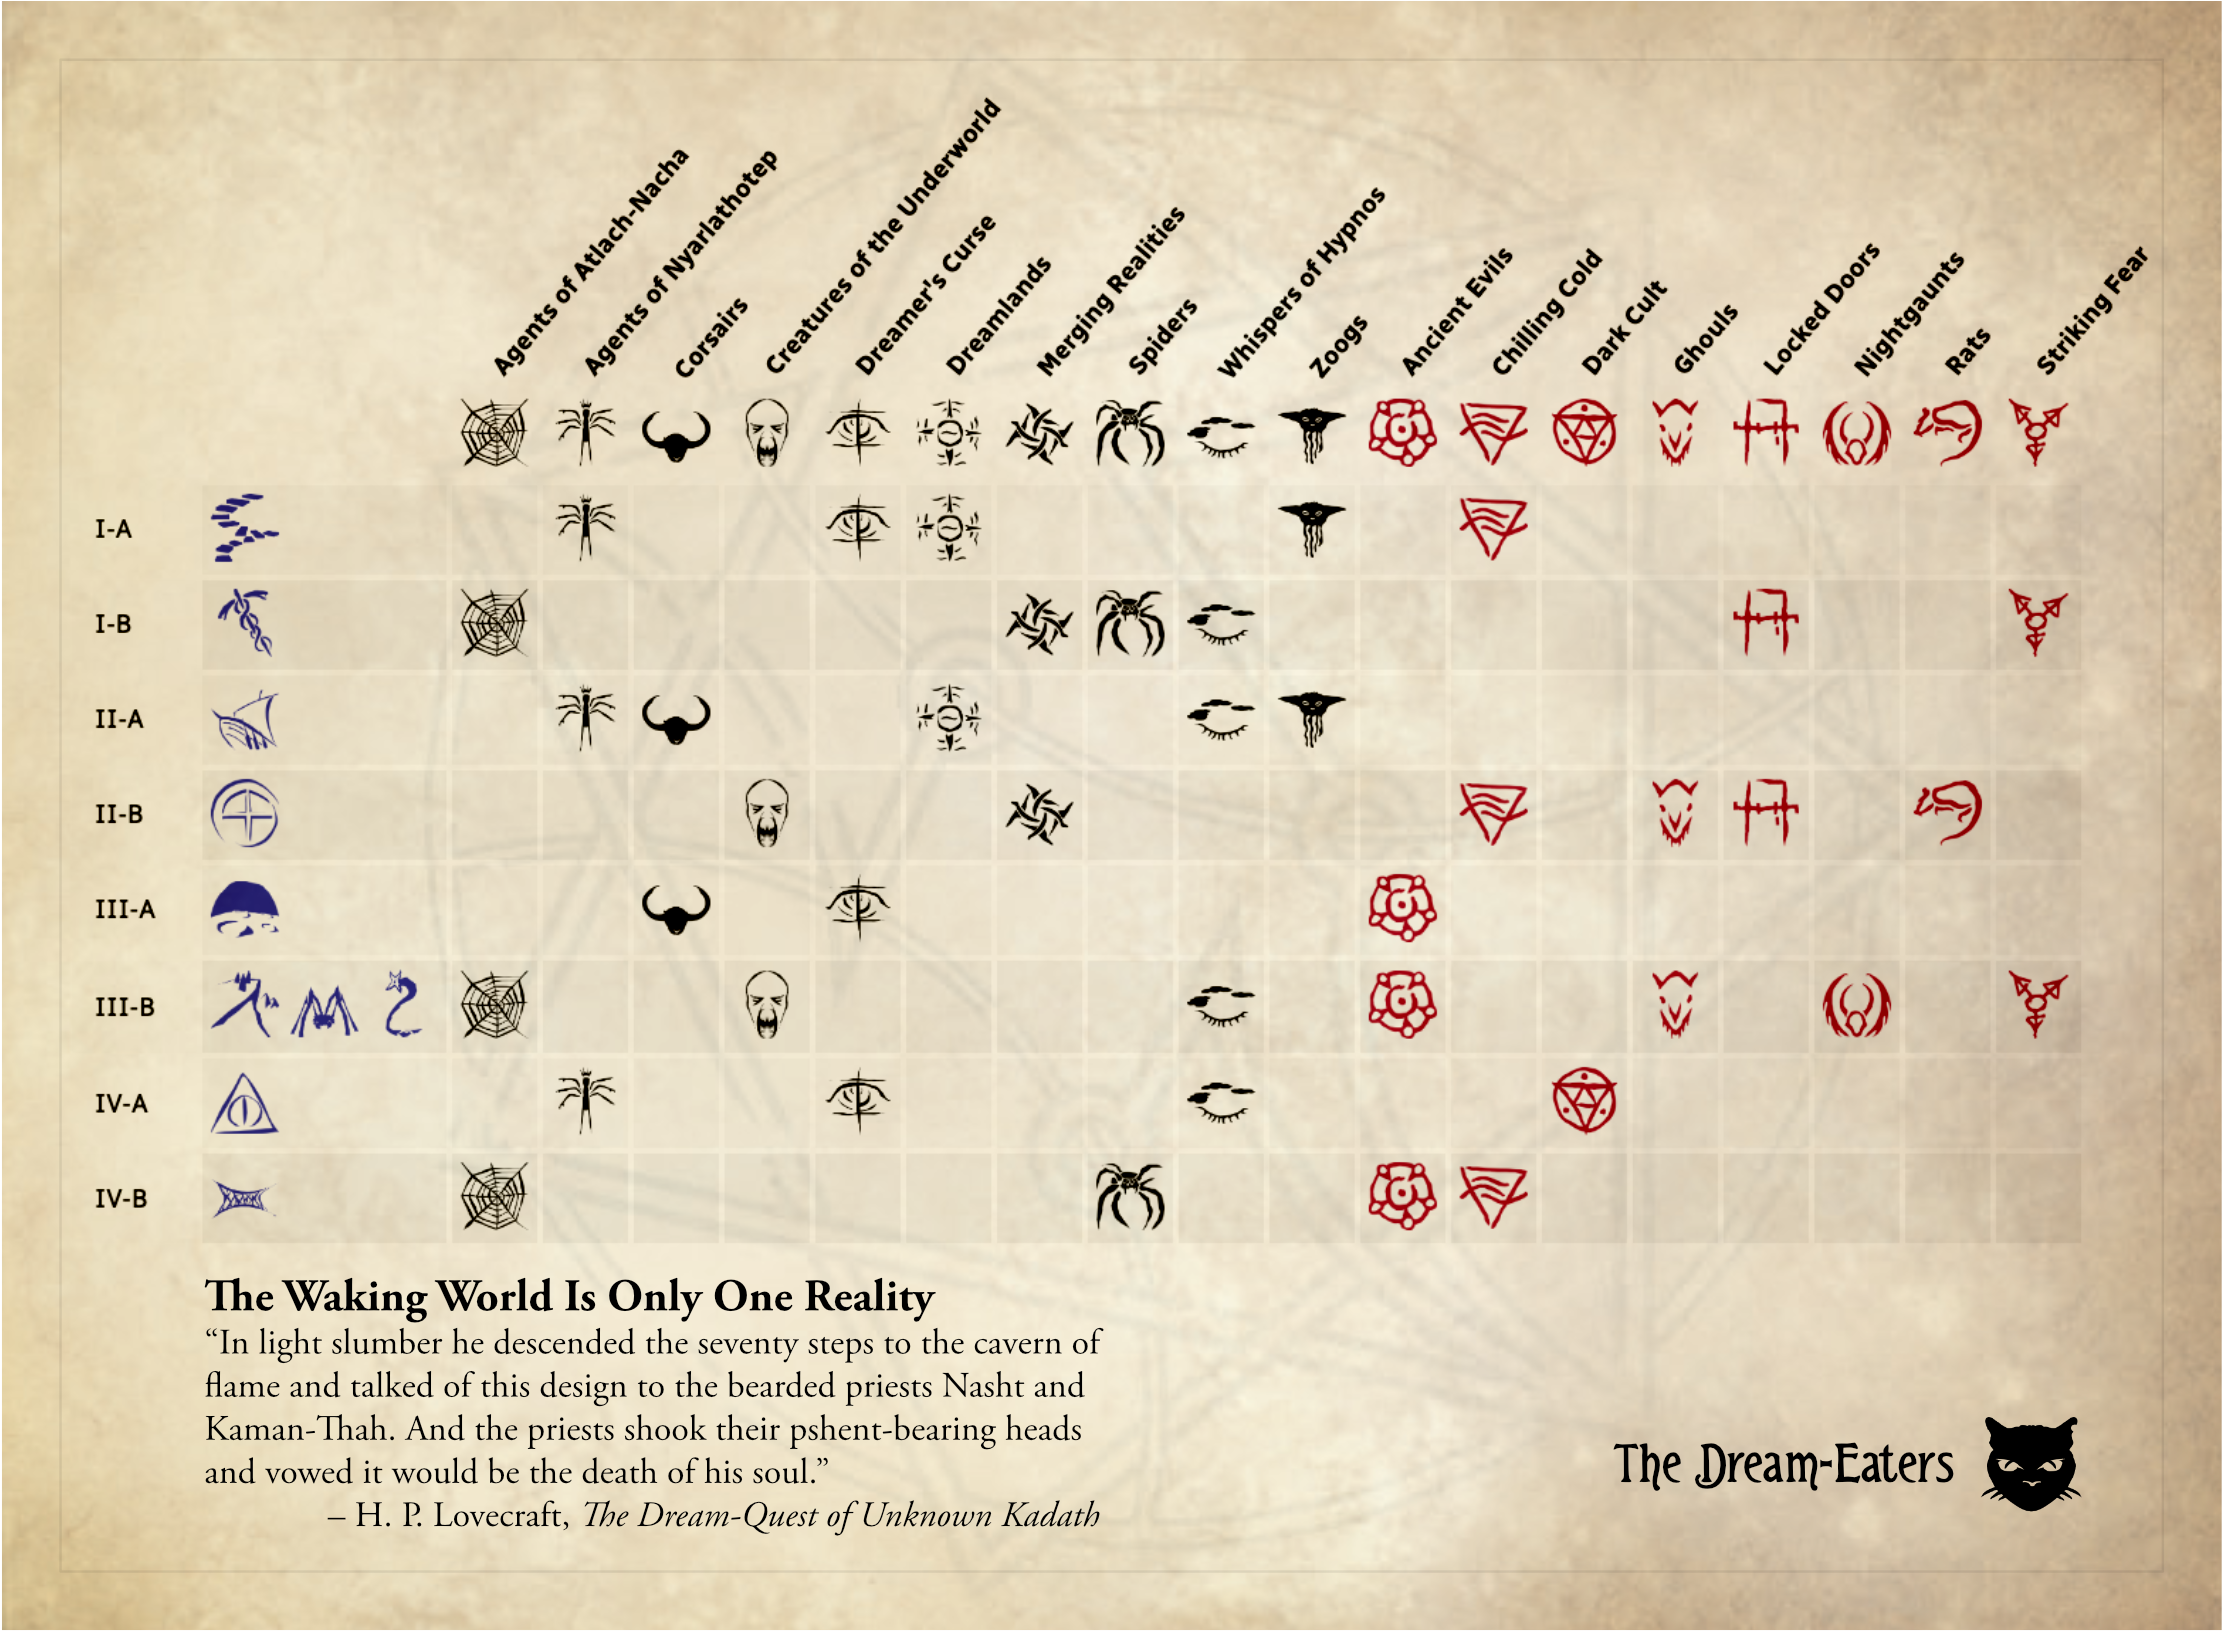 Agents of Atlach-Nacha
Agents of Nyarlathotep
Corsairs
Creatures of the Underworld
Dreamer's Curse
Dreamlands
Merging Realities
Spiders
Whispers of Hypnos
Zoogs
Ancient Evils
Chilling Cold
Dark Cult
Ghouls
Locked Doors
Nightgaunts
Rats
Striking Fear
I-A
I-B
II-A
II-B
III-A
III-B
IV-A
IV-B
The Waking World Is Only One Reality
“In light slumber he descended the seventy steps to the cavern of
flame and talked of this design to the bearded priests Nasht and
Kaman-Thah. And the priests shook their pshent-bearing heads
and vowed it would be the death of his soul.”
– H. P. Lovecraft, The Dream-Quest of Unknown Kadath
The Dream-Eaters